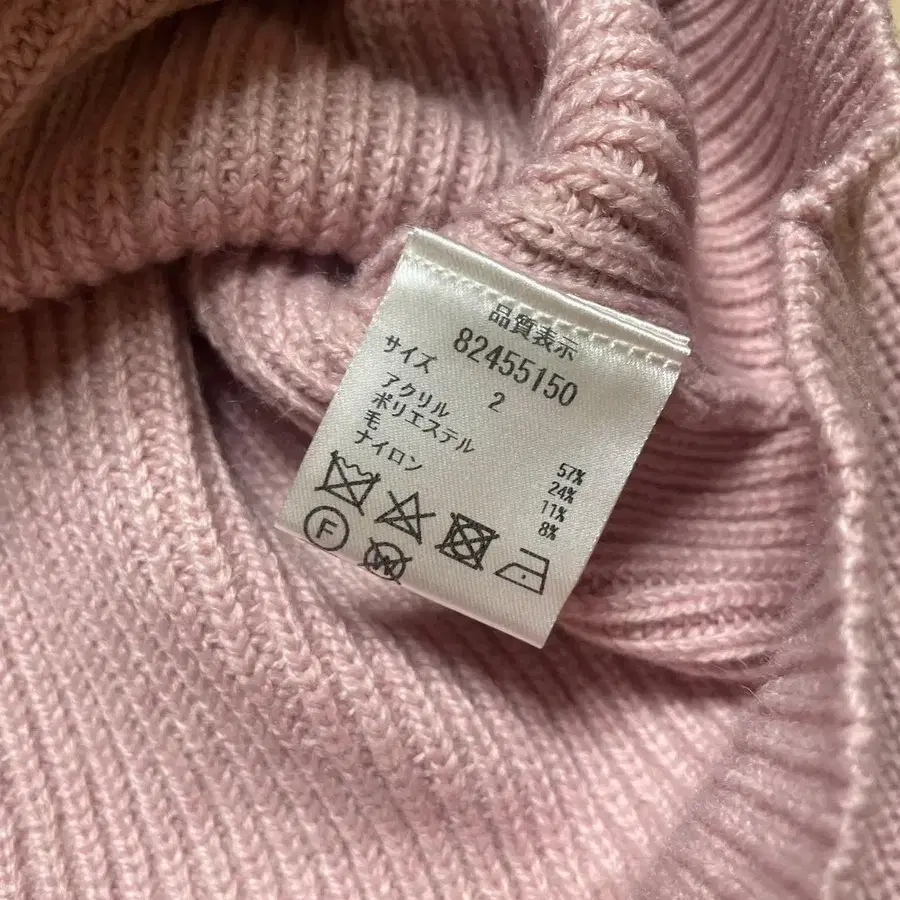 品質表示
82455150
サイズ 2
アクリル 57%
ポリエステル 24%
毛 11%
ナイロン 8%
F
W